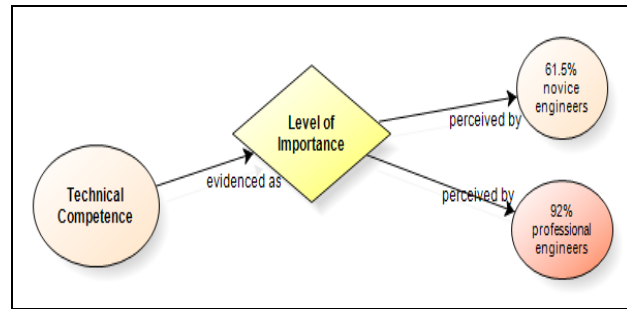 Technical
Competence
evidenced as
Level of
Importance
perceived by
61.5%
novice
engineers
perceived by
92%
professional
engineers